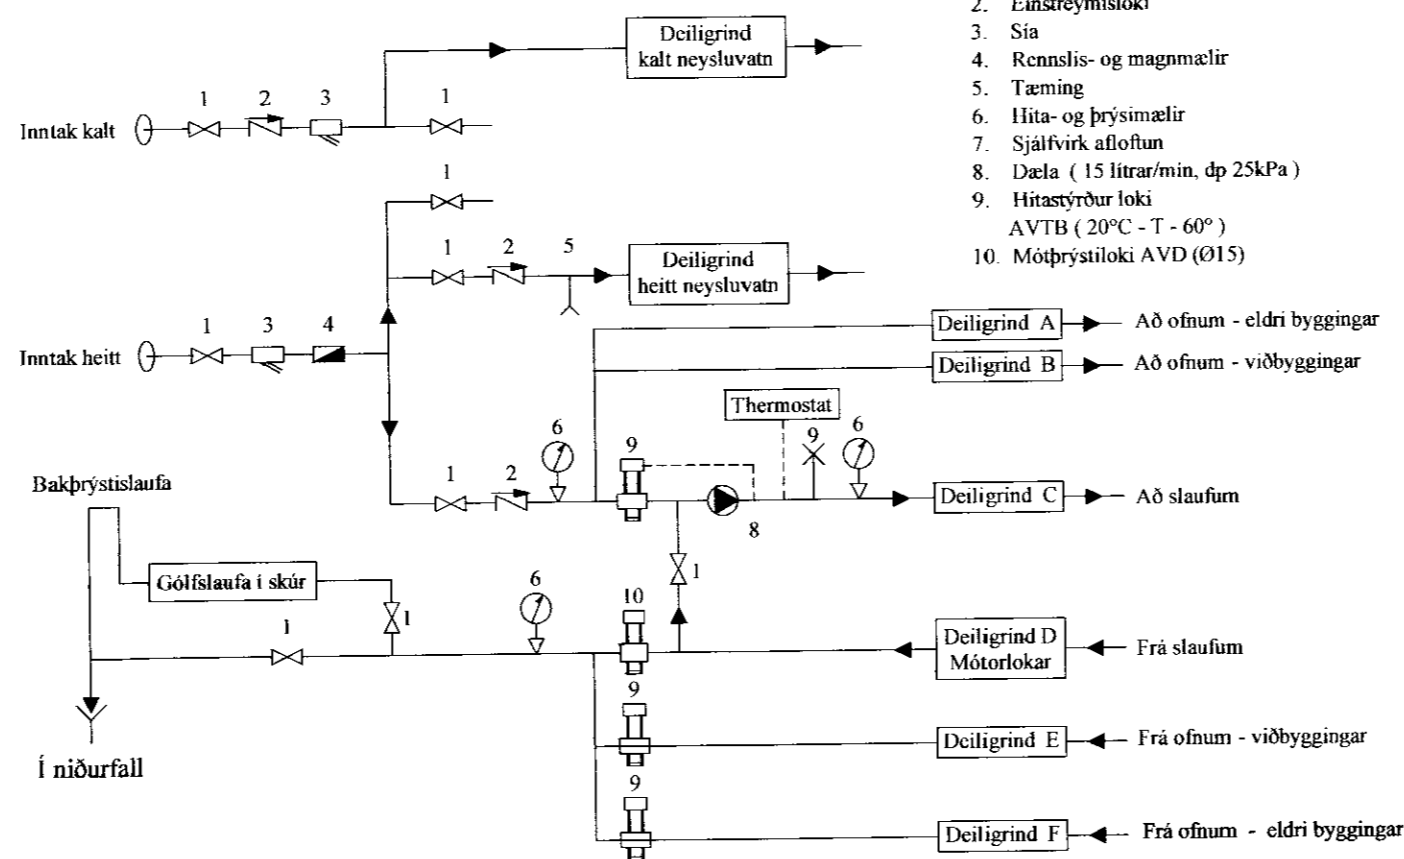 2. Einstreymisloki
3. Sía
4. Rennslis- og magnmælir
5. Tæming
6. Hita- og þrýsimælir
7. Sjálfvirk afloftun
8. Dæla ( 15 lítrar/min, dp 25kPa )
9. Hitastýrður loki
AVTB ( 20°C - T - 60° )
10. Mótþrýstiloki AVD (Ø15)
Deiligrind
kalt neysluvatn
1 2 3 1
Inntak kalt
1
1 2 5
Deiligrind
heitt neysluvatn
1 3 4
Inntak heitt
Deiligrind A
Að ofnum - eldri byggingar
Deiligrind B
Að ofnum - viðbyggingar
Thermostat
6 9 9 6
1 2
Bakþrýstislaufa
Deiligrind C
Að slaufum
8
Gólfslaufa í skúr
1
6
10
1
1
Deiligrind D
Mótorlokar
Frá slaufum
9
Deiligrind E
Frá ofnum - viðbyggingar
Í niðurfall
9
Deiligrind F
Frá ofnum - eldri byggingar